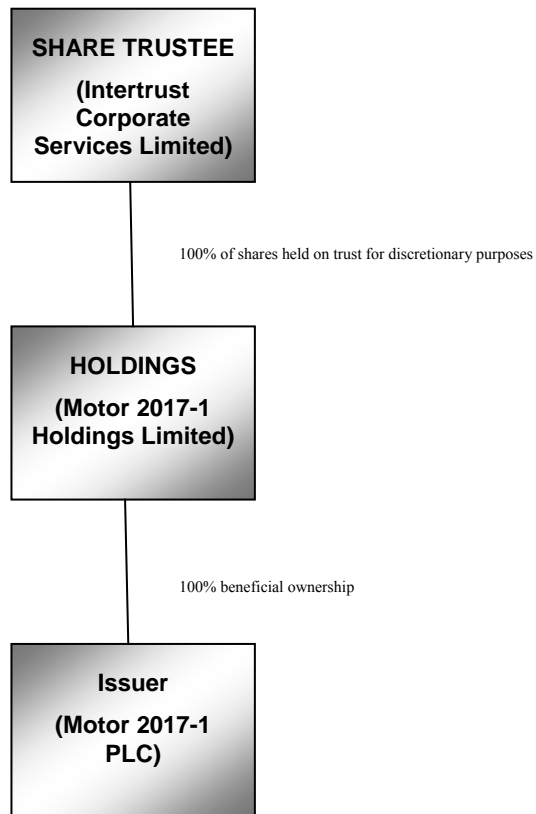 SHARE TRUSTEE
(Intertrust
Corporate
Services Limited)
100% of shares held on trust for discretionary purposes
HOLDINGS
(Motor 2017-1
Holdings Limited)
100% beneficial ownership
Issuer
(Motor 2017-1
PLC)